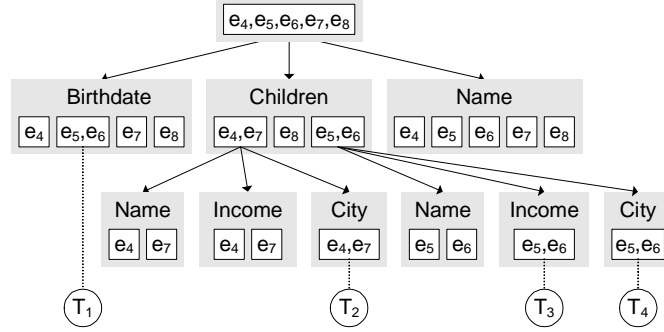 e₄,e₅,e₆,e₇,e₈
Birthdate
e₄ e₅,e₆ e₇ e₈
Children
e₄,e₇ e₈ e₅,e₆
Name
e₄ e₅ e₆ e₇ e₈
Name
e₄ e₇
Income
e₄ e₇
City
e₄,e₇
Name
e₅ e₆
Income
e₅,e₆
City
e₅,e₆
T₁
T₂
T₃
T₄